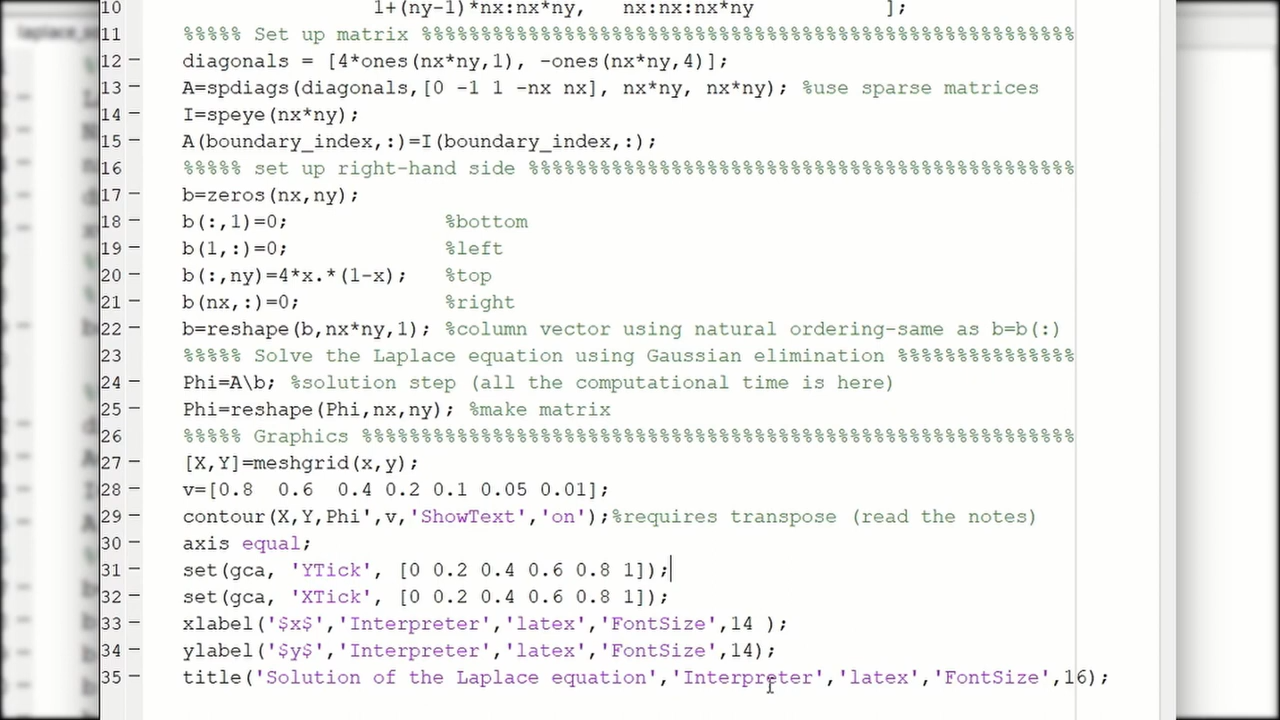 10 1+(ny-1)*nx:nx*ny, nx:nx:nx*ny ];
11 %%%%% Set up matrix %%%%%%%%%%%%%%%%%%%%%%%%%%%%%%%%%%%%%%%%%%%%%%%%%%%%%%%
12 diagonals = [4*ones(nx*ny,1), -ones(nx*ny,4)];
13 A=spdiags(diagonals,[0 -1 1 -nx nx], nx*ny, nx*ny); %use sparse matrices
14 I=speye(nx*ny);
15 A(boundary_index,:)=I(boundary_index,:);
16 %%%%% set up right-hand side %%%%%%%%%%%%%%%%%%%%%%%%%%%%%%%%%%%%%%%%%%%%%%
17 b=zeros(nx,ny);
18 b(:,1)=0; %bottom
19 b(1,:)=0; %left
20 b(:,ny)=4*x.*(1-x); %top
21 b(nx,:)=0; %right
22 b=reshape(b,nx*ny,1); %column vector using natural ordering-same as b=b(:)
23 %%%%% Solve the Laplace equation using Gaussian elimination %%%%%%%%%%%%%%%
24 Phi=A\b; %solution step (all the computational time is here)
25 Phi=reshape(Phi,nx,ny); %make matrix
26 %%%%% Graphics %%%%%%%%%%%%%%%%%%%%%%%%%%%%%%%%%%%%%%%%%%%%%%%%%%%%%%%%%%%%
27 [X,Y]=meshgrid(x,y);
28 v=[0.8 0.6 0.4 0.2 0.1 0.05 0.01];
29 contour(X,Y,Phi',v,'ShowText','on');%requires transpose (read the notes)
30 axis equal;
31 set(gca, 'YTick', [0 0.2 0.4 0.6 0.8 1]);
32 set(gca, 'XTick', [0 0.2 0.4 0.6 0.8 1]);
33 xlabel('$x$','Interpreter','latex','FontSize',14 );
34 ylabel('$y$','Interpreter','latex','FontSize',14);
35 title('Solution of the Laplace equation','Interpreter','latex','FontSize',16);